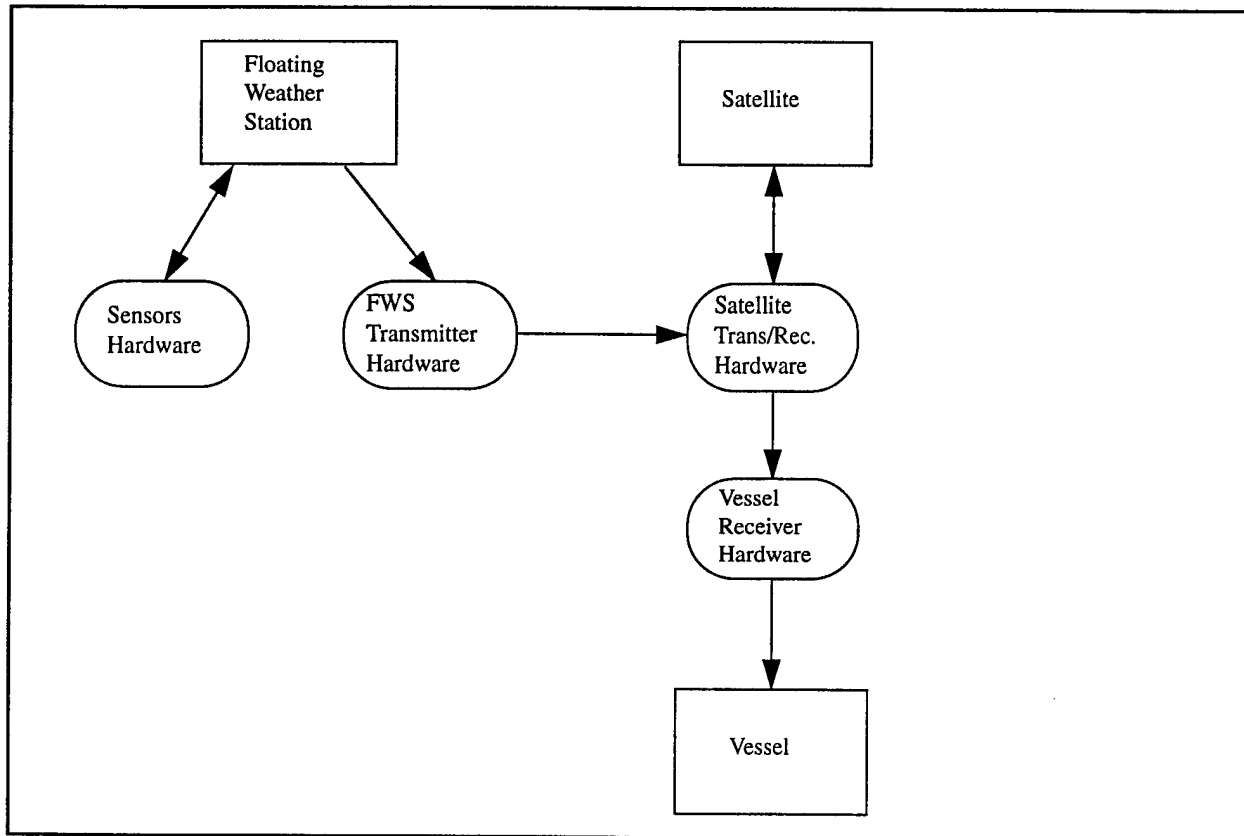 Floating
Weather
Station
Satellite
Sensors
Hardware
FWS
Transmitter
Hardware
Satellite
Trans/Rec.
Hardware
Vessel
Receiver
Hardware
Vessel